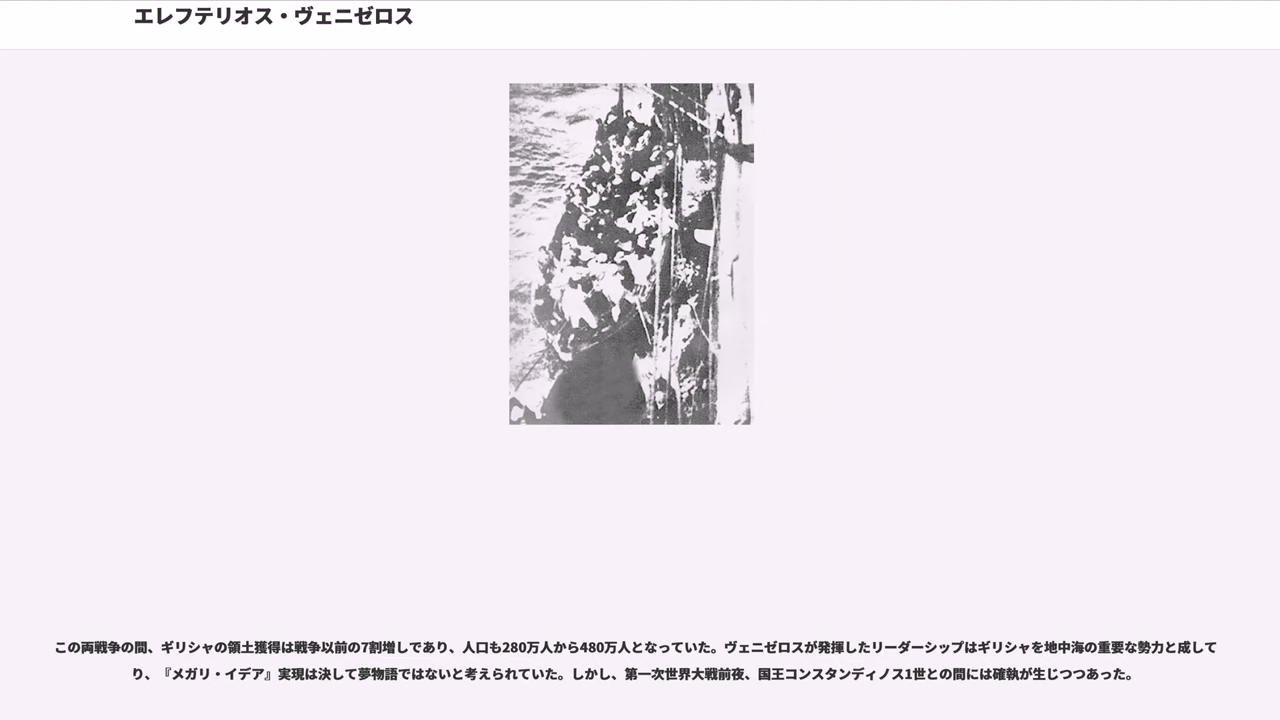 エレフテリオス・ヴェニゼロス
この両戦争の間、ギリシャの領土獲得は戦争以前の7割増しであり、人口も280万人から480万人となっていた。ヴェニゼロスが発揮したリーダーシップはギリシャを地中海の重要な勢力と成して
り、『メガリ・イデア』実現は決して夢物語ではないと考えられていた。しかし、第一次世界大戦前夜、国王コンスタンディノス1世との間には確執が生じつつあった。